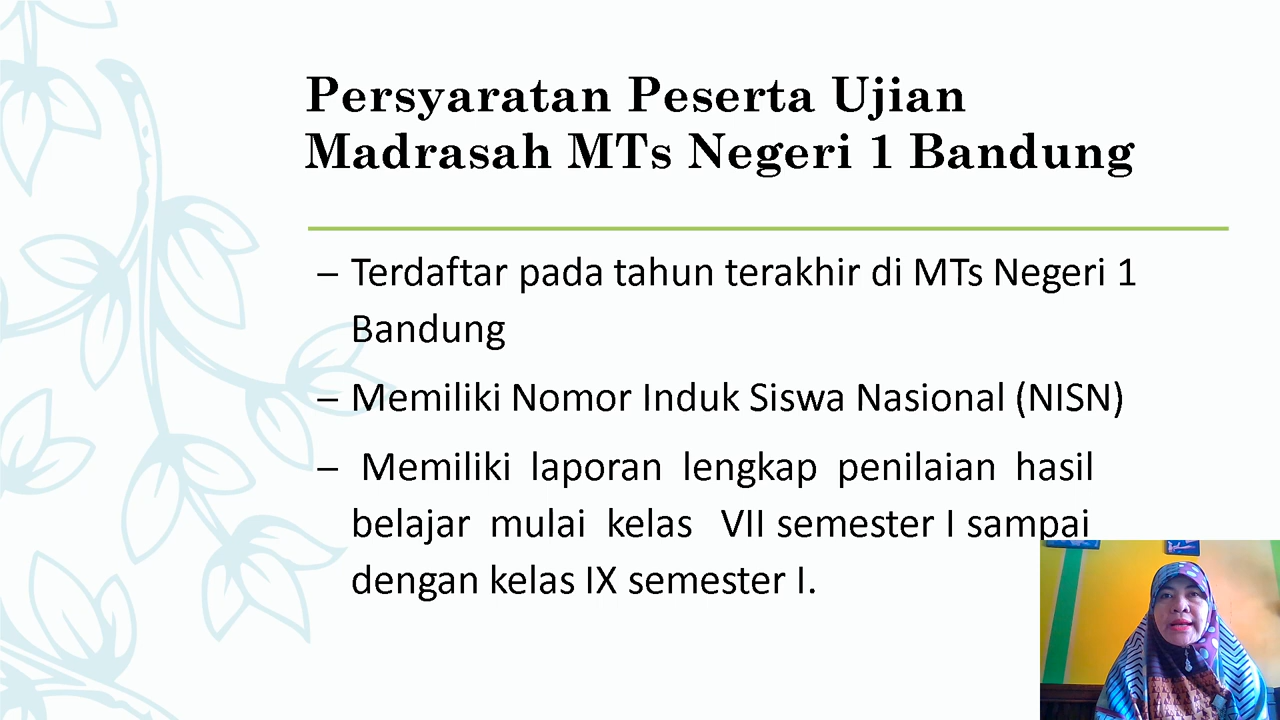 Persyaratan Peserta Ujian
Madrasah MTs Negeri 1 Bandung
– Terdaftar pada tahun terakhir di MTs Negeri 1
Bandung
– Memiliki Nomor Induk Siswa Nasional (NISN)
– Memiliki laporan lengkap penilaian hasil
belajar mulai kelas VII semester I sampai
dengan kelas IX semester I.